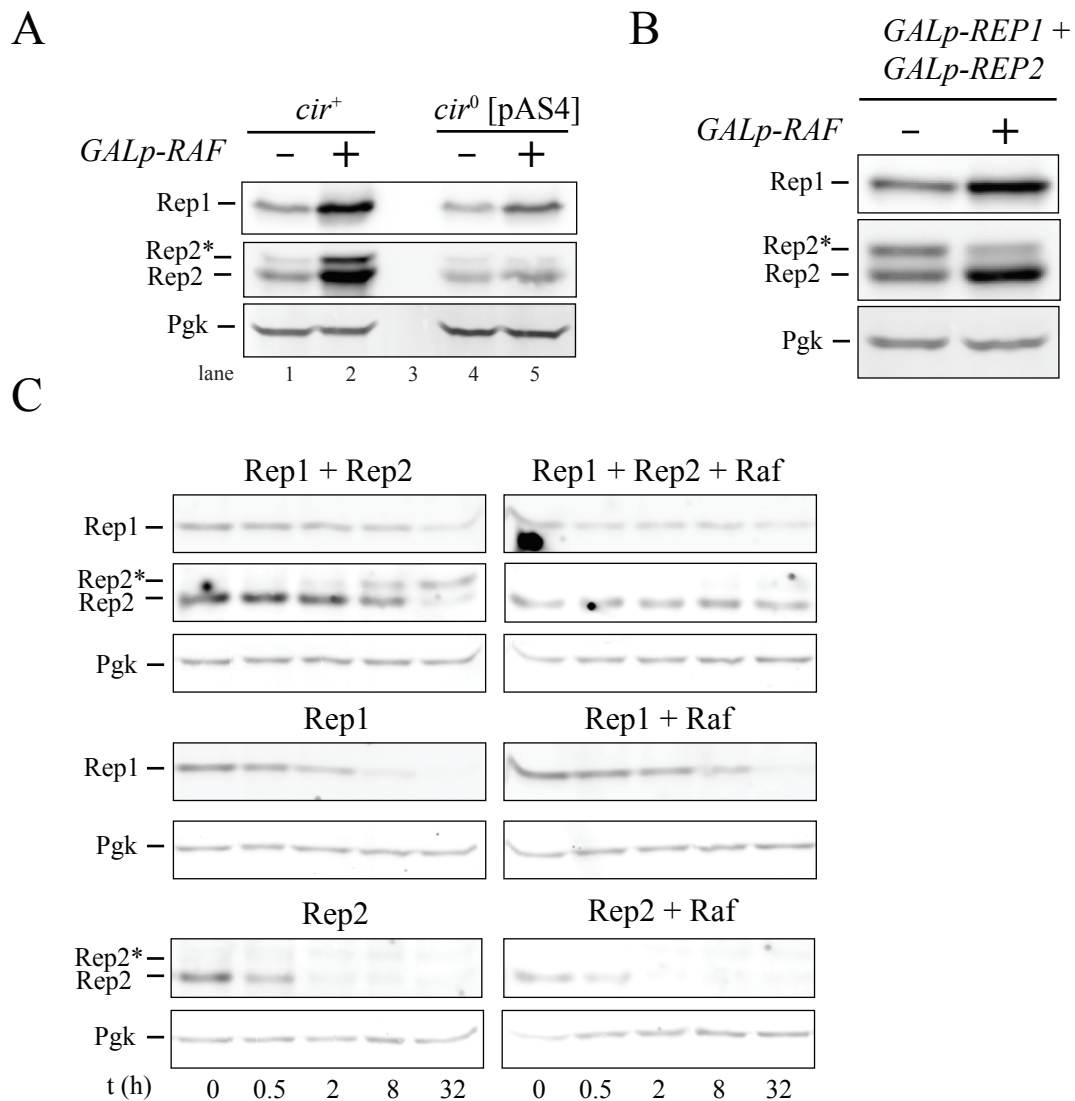 A
cir⁺ cir⁰ [pAS4]
GALp-RAF − + − +
Rep1
Rep2*
Rep2
Pgk
lane 1 2 3 4 5
B
GALp-REP1 +
GALp-REP2
GALp-RAF − +
Rep1
Rep2*
Rep2
Pgk
C
Rep1 + Rep2 Rep1 + Rep2 + Raf
Rep1
Rep2*
Rep2
Pgk
Rep1 Rep1 + Raf
Rep1
Pgk
Rep2 Rep2 + Raf
Rep2*
Rep2
Pgk
t (h) 0 0.5 2 8 32 0 0.5 2 8 32